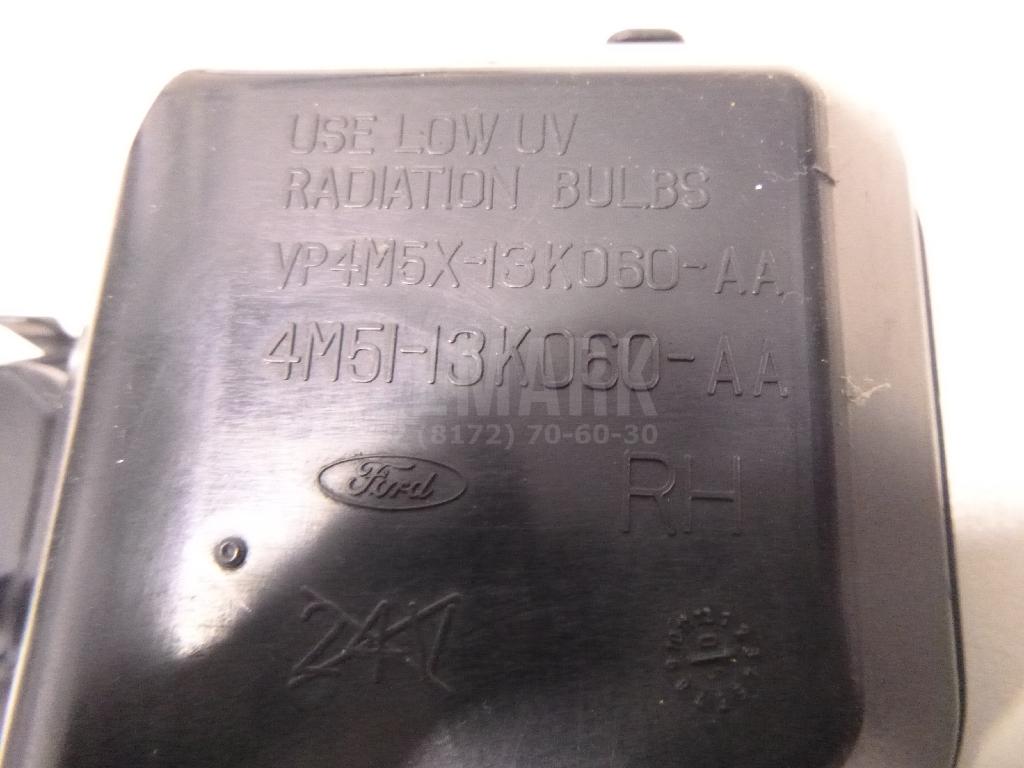 USE LOW UV
RADIATION BULBS
VP4M5X-13K060-AA
4M51-13K060-AA
(8172) 70-60-30
Ford
RH